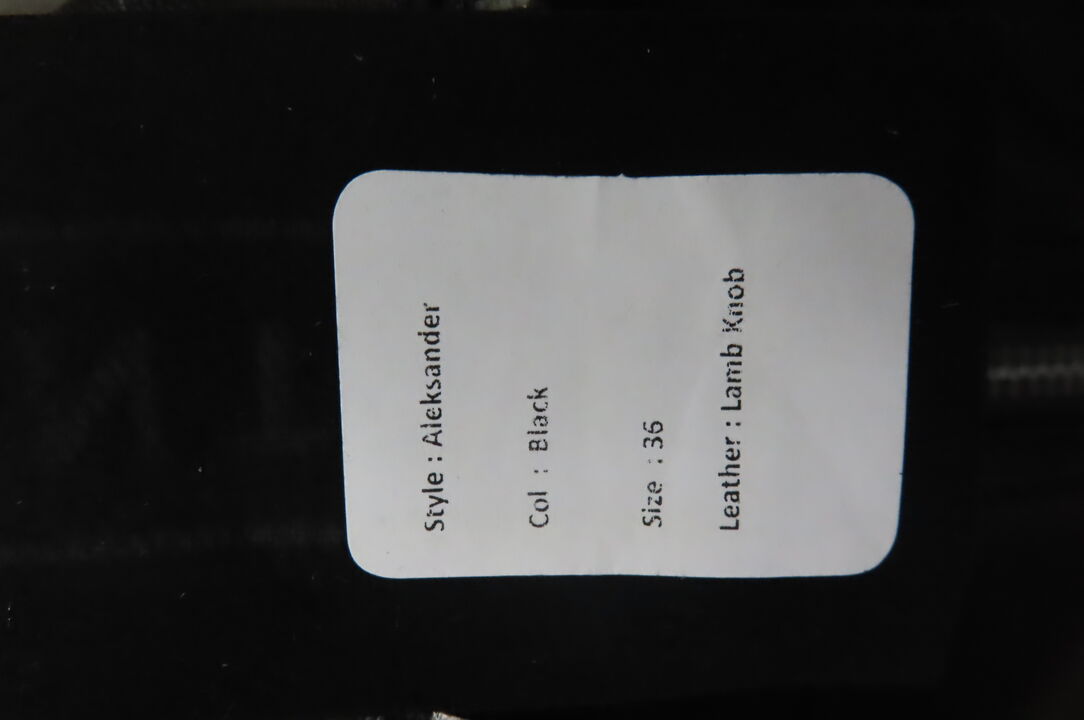 Style : Aleksander
Col : Black
Size : 36
Leather : Lamb Knob